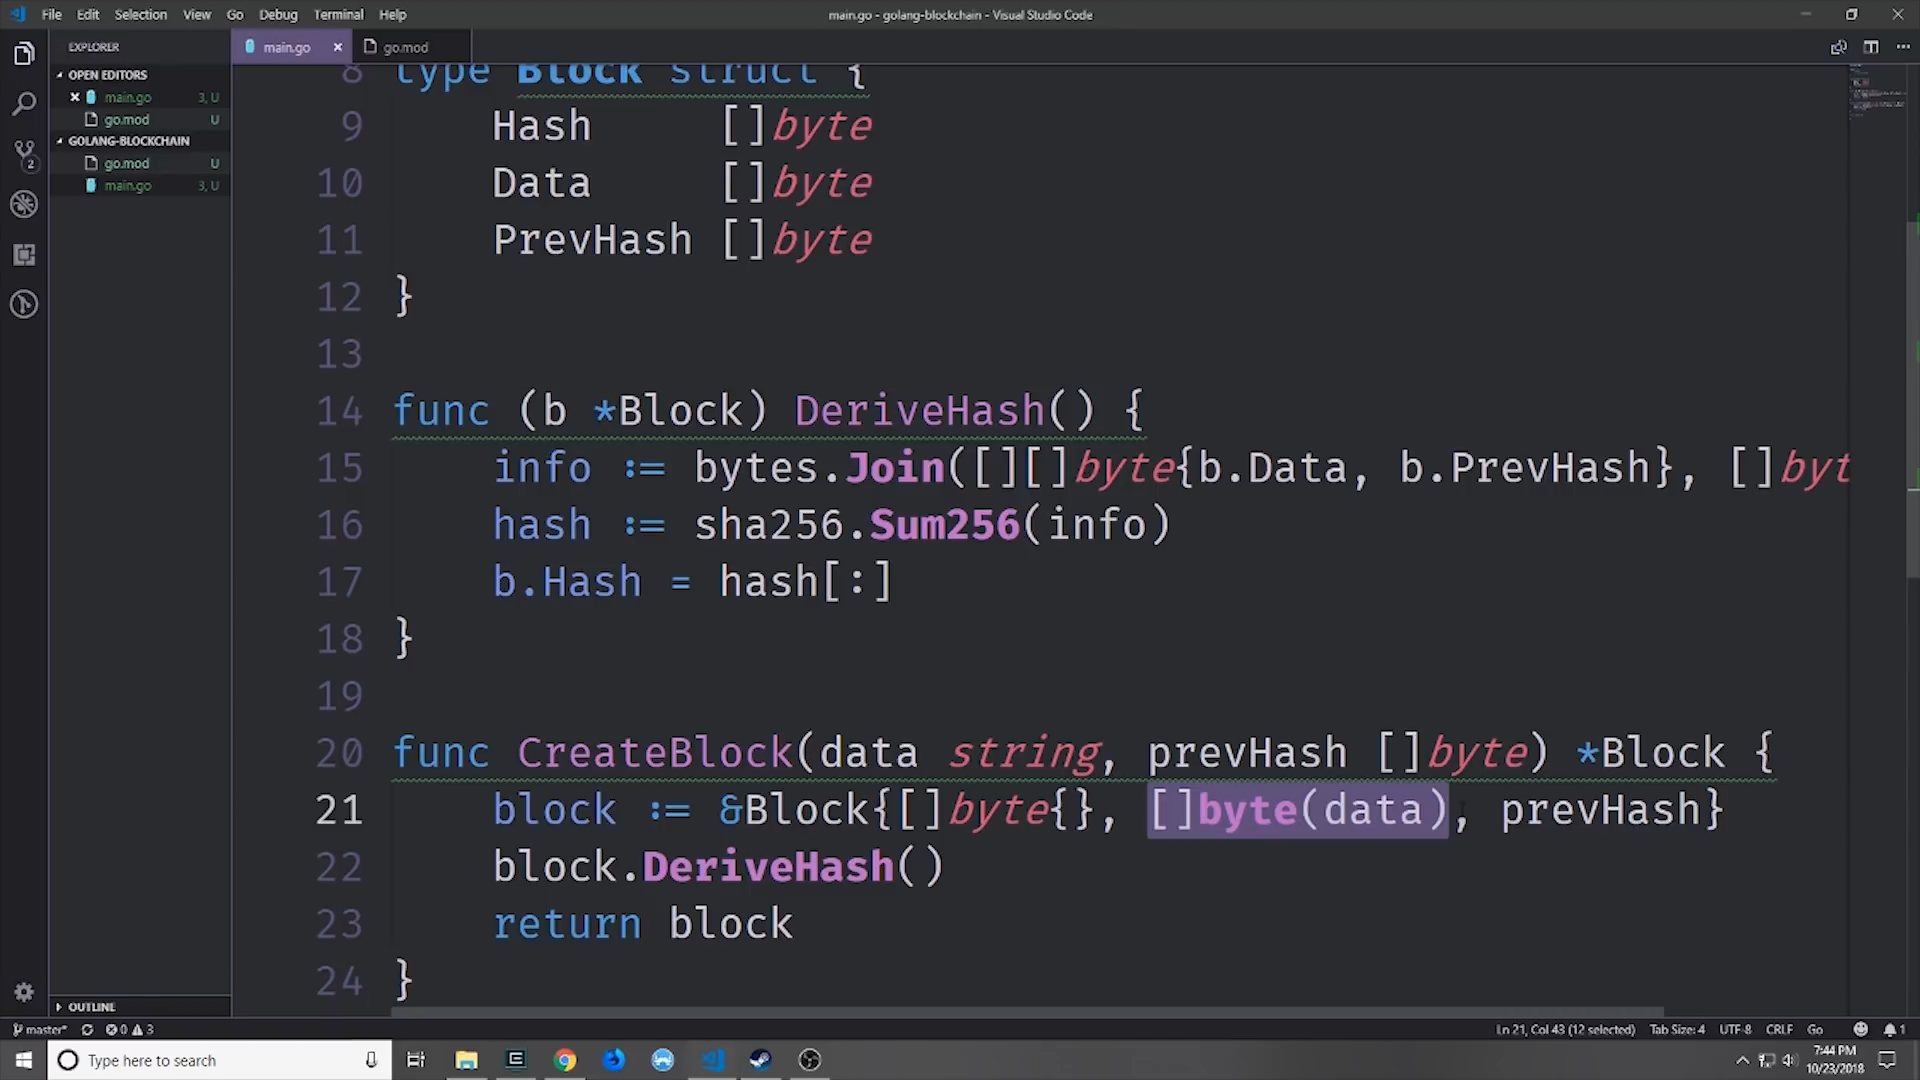 File Edit Selection View Go Debug Terminal Help
main.go - golang-blockchain - Visual Studio Code
EXPLORER
main.go
go.mod
OPEN EDITORS
main.go 3, U
go.mod U
GOLANG-BLOCKCHAIN
go.mod U
main.go 3, U
8 type Block struct {
9 Hash []byte
10 Data []byte
11 PrevHash []byte
12 }
13
14 func (b *Block) DeriveHash() {
15 info := bytes.Join([][]byte{b.Data, b.PrevHash}, []byt
16 hash := sha256.Sum256(info)
17 b.Hash = hash[:]
18 }
19
20 func CreateBlock(data string, prevHash []byte) *Block {
21 block := &Block{[]byte{}, []byte(data), prevHash}
22 block.DeriveHash()
23 return block
24 }
2
OUTLINE
master* 0 3
Ln 21, Col 43 (12 selected) Tab Size: 4 UTF-8 CRLF Go 1
Type here to search
7:44 PM
10/23/2018